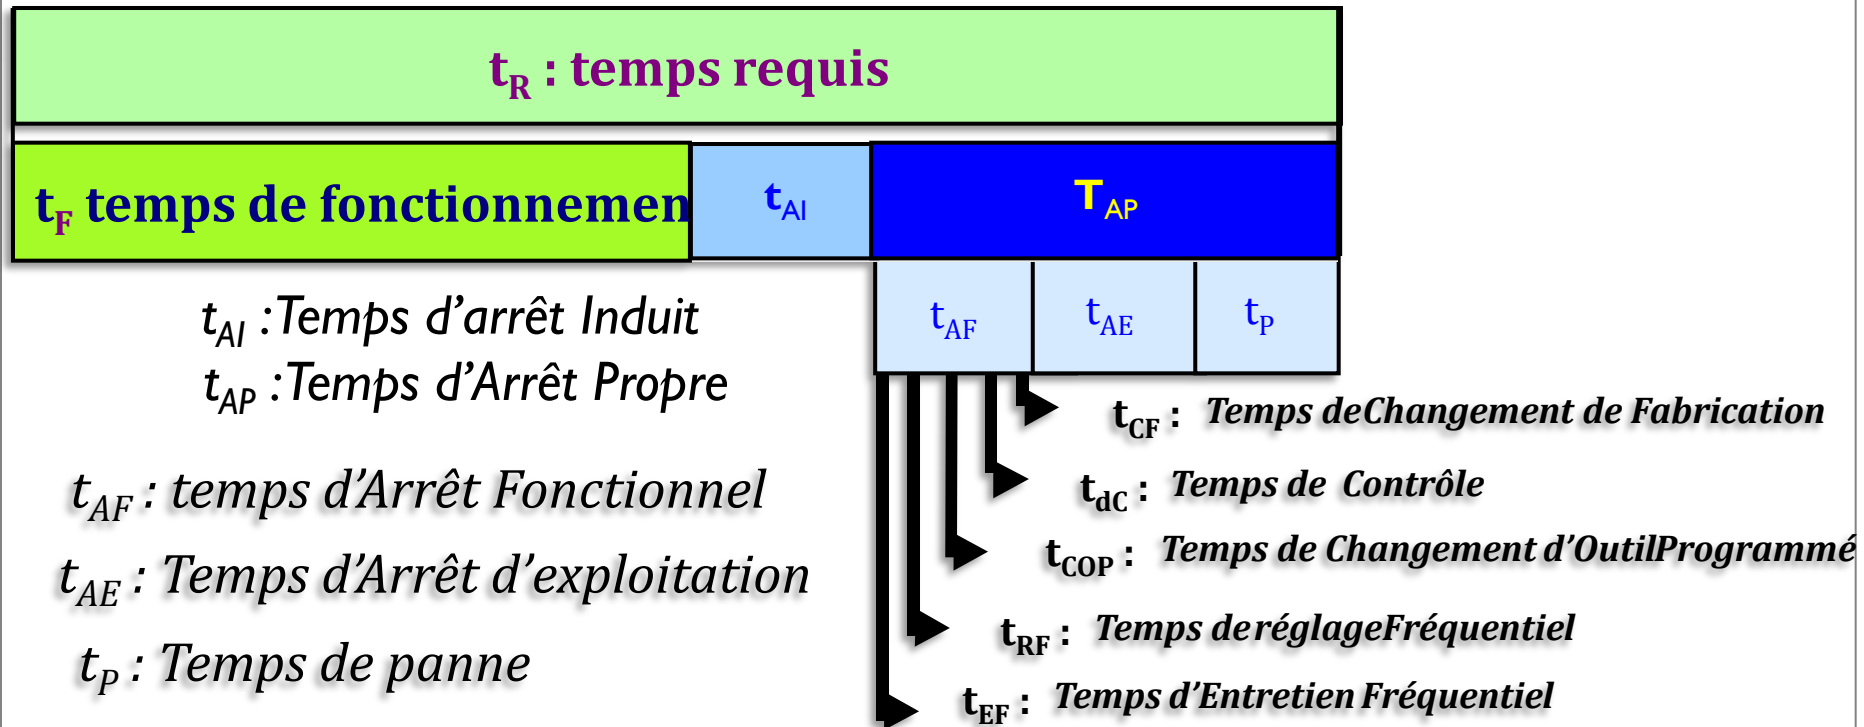 tR : temps requis
tF temps de fonctionnemen
tAI
TAP
tAF
tAE
tP
tAI :Temps d’arrêt Induit
tAP :Temps d’Arrêt Propre
tAF : temps d’Arrêt Fonctionnel
tAE : Temps d’Arrêt d’exploitation
tP : Temps de panne
tCF : Temps deChangement de Fabrication
tdC : Temps de Contrôle
tCOP : Temps de Changement d’OutilProgrammé
tRF : Temps deréglageFréquentiel
tEF : Temps d’Entretien Fréquentiel